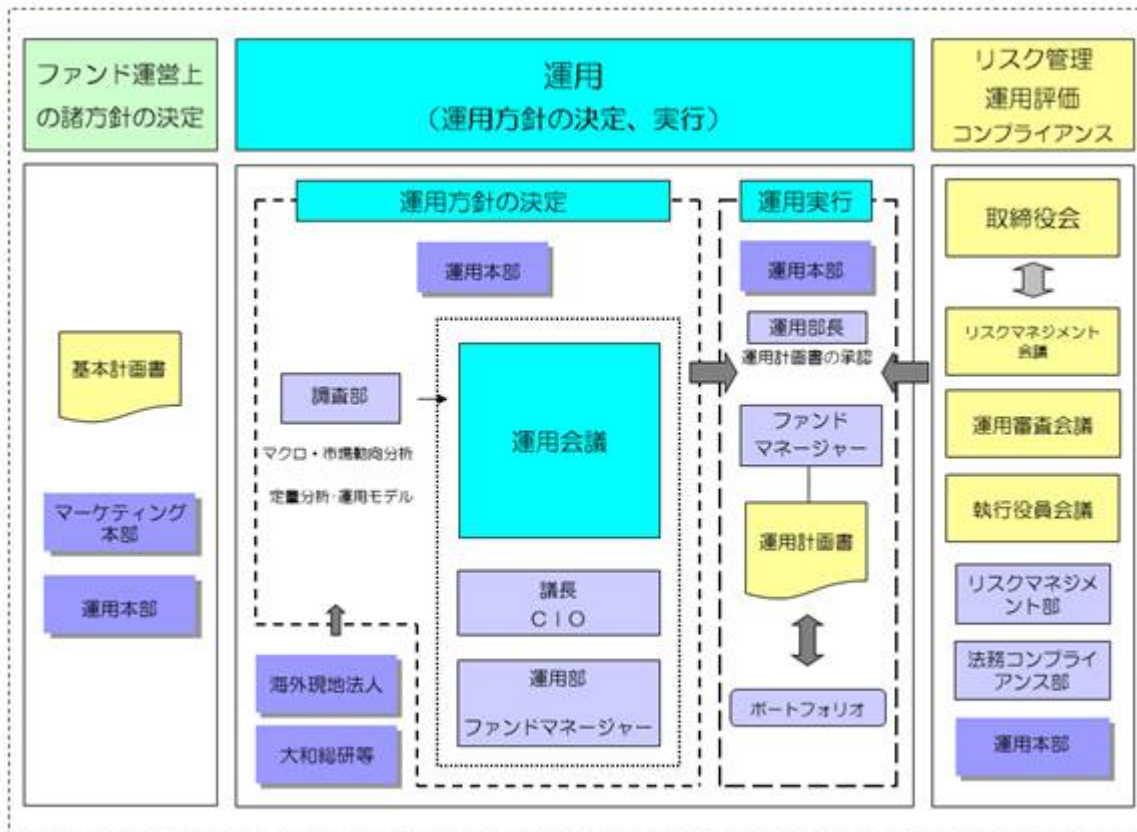 ファンド運営上
の諸方針の決定
運用
（運用方針の決定、実行）
リスク管理
運用評価
コンプライアンス
基本計画書
マーケティング
本部
運用本部
運用方針の決定
運用本部
調査部
マクロ・市場動向分析
定量分析・運用モデル
運用会議
議長
CIO
運用部
ファンドマネージャー
海外現地法人
大和総研等
運用実行
運用本部
運用部長
運用計画書の承認
ファンド
マネージャー
運用計画書
ポートフォリオ
取締役会
リスクマネジメント
会議
運用審査会議
執行役員会議
リスクマネジメ
ント部
法務コンプライ
アンス部
運用本部